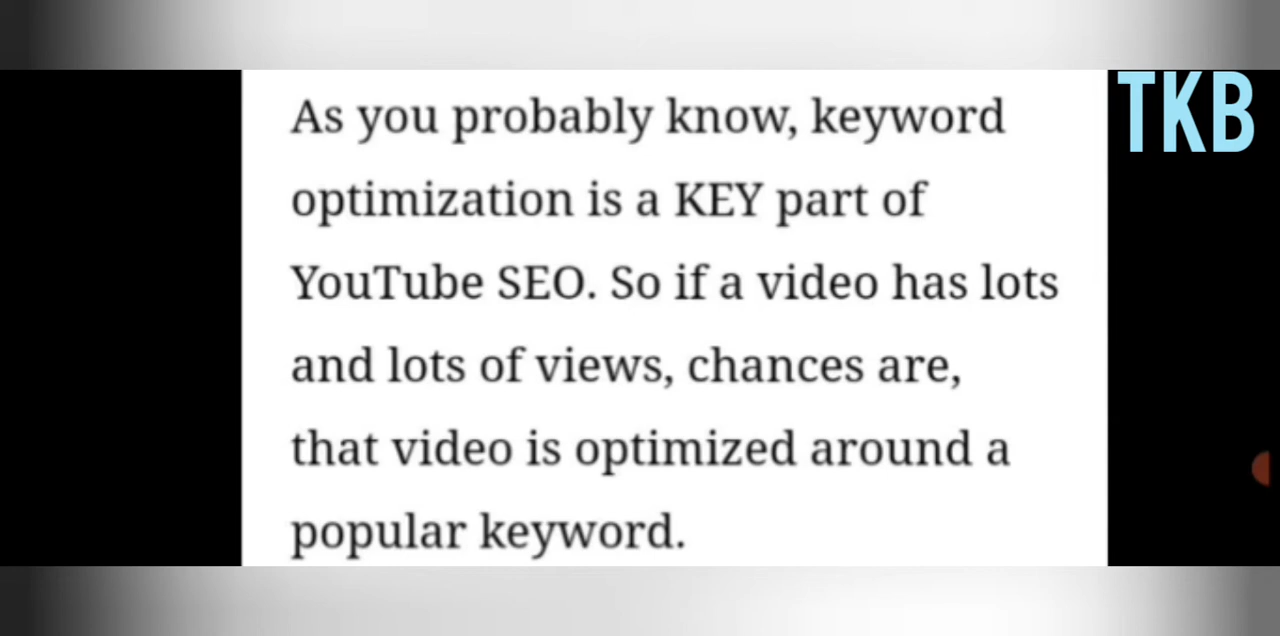 As you probably know, keyword
optimization is a KEY part of
YouTube SEO. So if a video has lots
and lots of views, chances are,
that video is optimized around a
popular keyword.
TKB